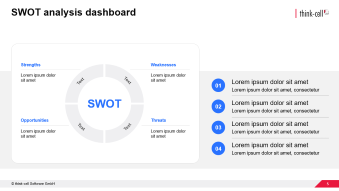 SWOT analysis dashboard
think-cell
Strengths
Lorem ipsum dolor
sit amet
Weaknesses
Lorem ipsum dolor
sit amet
Text
Text
SWOT
Text
Text
Opportunities
Lorem ipsum dolor
sit amet
Threats
Lorem ipsum dolor
sit amet
01
Lorem ipsum dolor sit amet
Lorem ipsum dolor sit amet, consectetur
02
Lorem ipsum dolor sit amet
Lorem ipsum dolor sit amet, consectetur
03
Lorem ipsum dolor sit amet
Lorem ipsum dolor sit amet, consectetur
04
Lorem ipsum dolor sit amet
Lorem ipsum dolor sit amet, consectetur
© think-cell Software GmbH